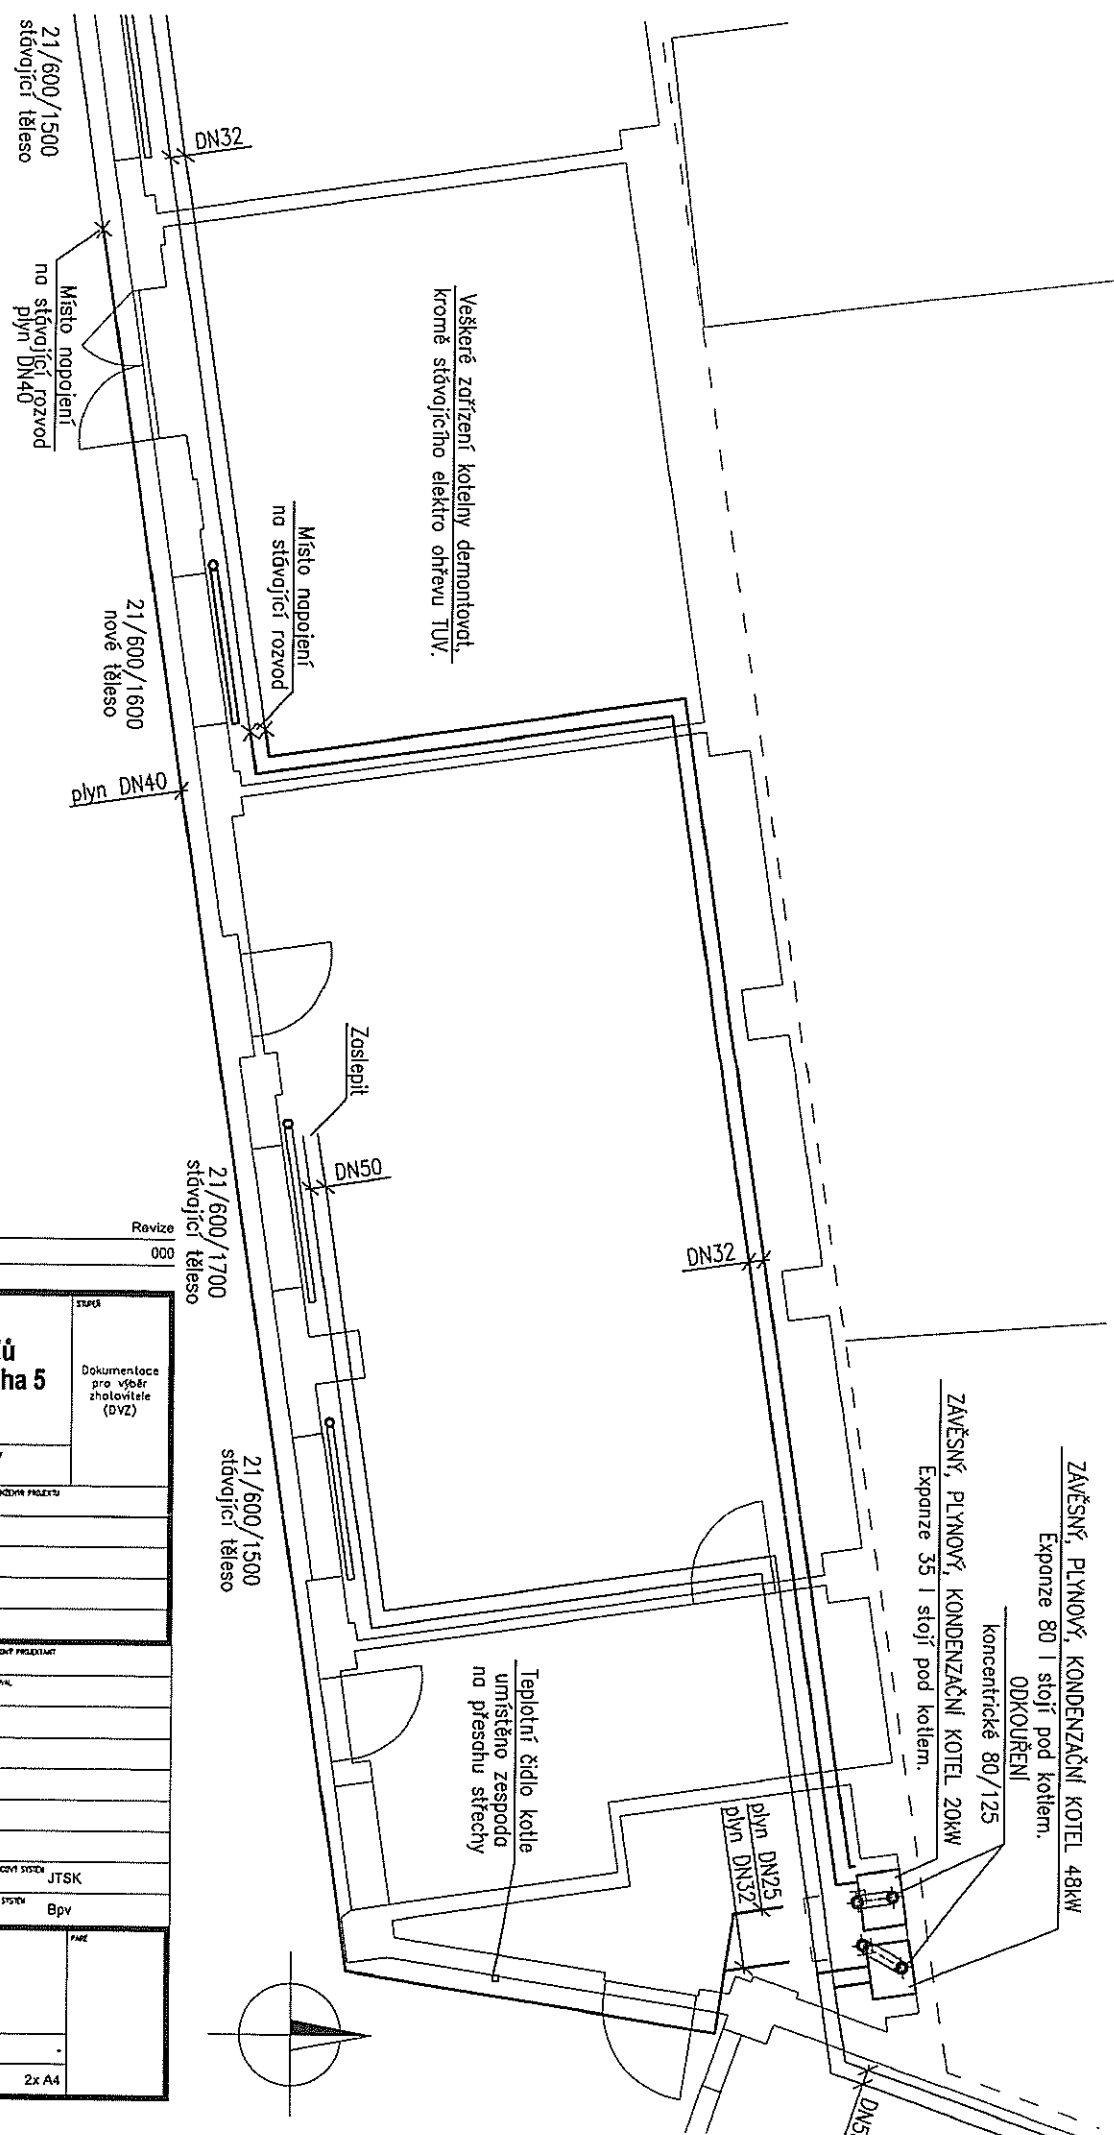 ZÁVĚSNÝ, PLYNOVÝ, KONDENZAČNÍ KOTEL 48kW
Expanze 80 l stojí pod kotlem.
ODKOUŘENÍ
koncentrické 80/125
ZÁVĚSNÝ, PLYNOVÝ, KONDENZAČNÍ KOTEL 20kW
Expanze 35 l stojí pod kotlem.
plyn DN25
plyn DN32
DN32
DN32
Veškeré zařízení kotelny demontovat,
kromě stávajícího elektro ohřevu TUV.
Teplotní čidlo kotle
umístěno zespoda
na přesahu střechy
Zaslepit
DN50
Místo napojení
na stávající rozvod
21/600/1500
stávající těleso
Místo napojení
na stávající rozvod
plyn DN40
21/600/1600
nové těleso
plyn DN40
21/600/1700
stávající těleso
21/600/1500
stávající těleso
Revize
000
STUPEŇ
Dokumentace
pro výběr
zhotovitele
(DVZ)
ů
ha 5
JTSK
Bpv
PARÉ
2x A4